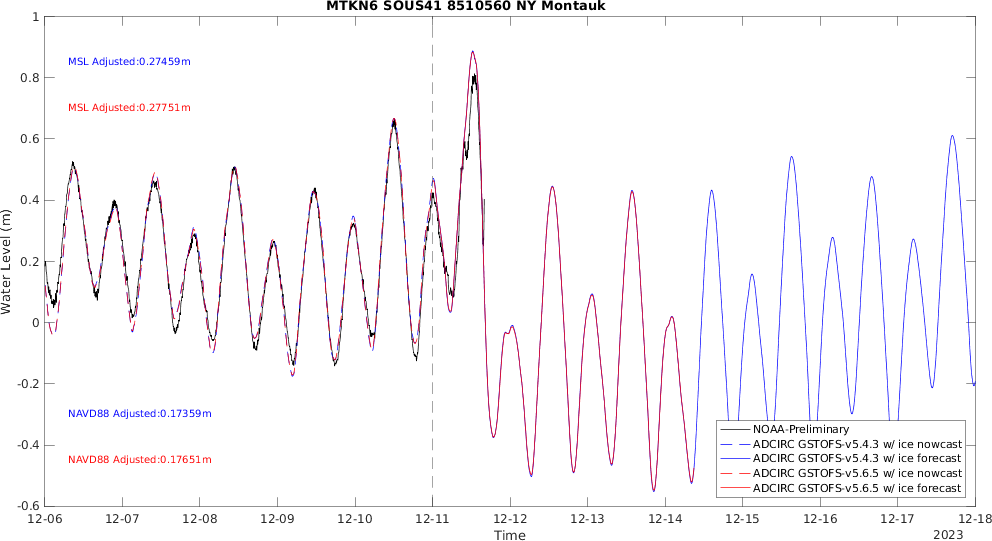 MTKN6 SOUS41 8510560 NY Montauk
1
0.8
0.6
0.4
0.2
0
-0.2
-0.4
-0.6
Water Level (m)
MSL Adjusted:0.27459m
MSL Adjusted:0.27751m
NAVD88 Adjusted:0.17359m
NAVD88 Adjusted:0.17651m
NOAA-Preliminary
ADCIRC GSTOFS-v5.4.3 w/ ice nowcast
ADCIRC GSTOFS-v5.4.3 w/ ice forecast
ADCIRC GSTOFS-v5.6.5 w/ ice nowcast
ADCIRC GSTOFS-v5.6.5 w/ ice forecast
12-06 12-07 12-08 12-09 12-10 12-11 12-12 12-13 12-14 12-15 12-16 12-17 12-18
Time
2023